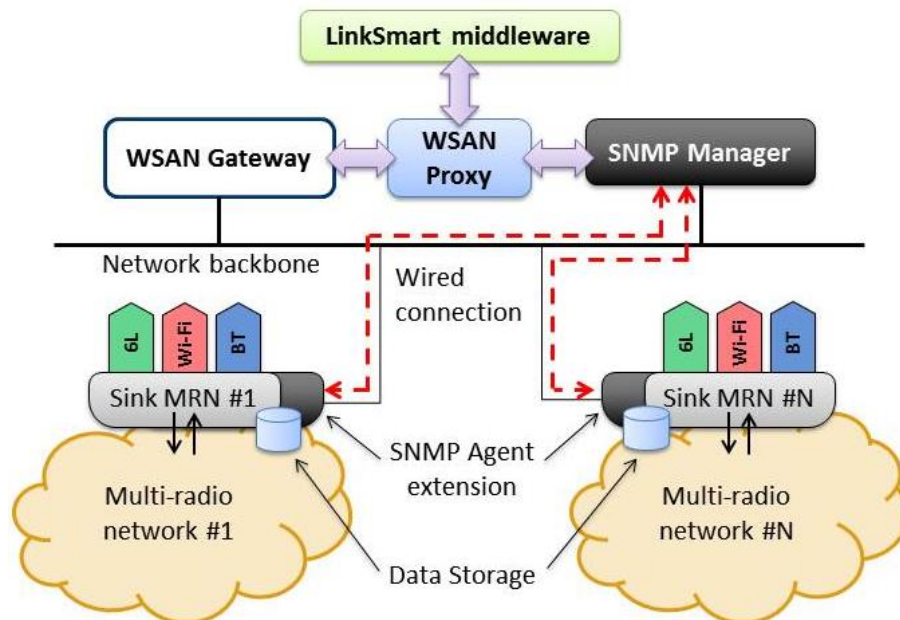 LinkSmart middleware
WSAN Gateway
WSAN
Proxy
SNMP Manager
Network backbone
Wired
connection
6L
Wi-Fi
BT
6L
Wi-Fi
BT
Sink MRN #1
Sink MRN #N
SNMP Agent
extension
Multi-radio
network #1
Multi-radio
network #N
Data Storage